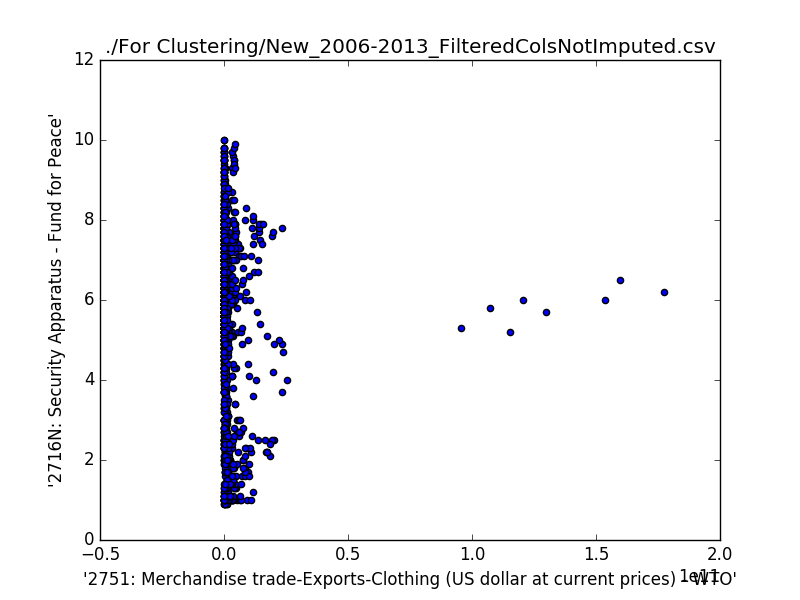 ./For Clustering/New_2006-2013_FilteredColsNotImputed.csv
12
10
8
6
4
2
0
'2716N: Security Apparatus - Fund for Peace'
−0.5 0.0 0.5 1.0 1.5 2.0
1e11
'2751: Merchandise trade-Exports-Clothing (US dollar at current prices) - WTO'